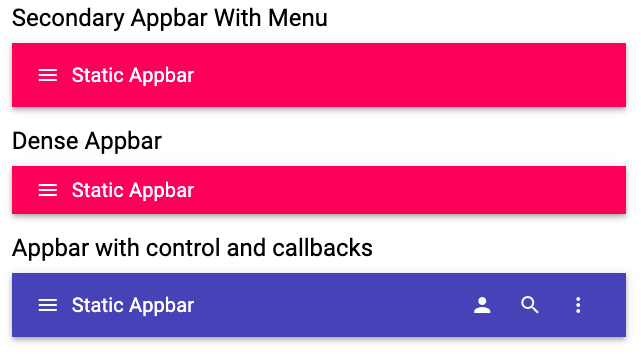 Secondary Appbar With Menu
Static Appbar
Dense Appbar
Static Appbar
Appbar with control and callbacks
Static Appbar